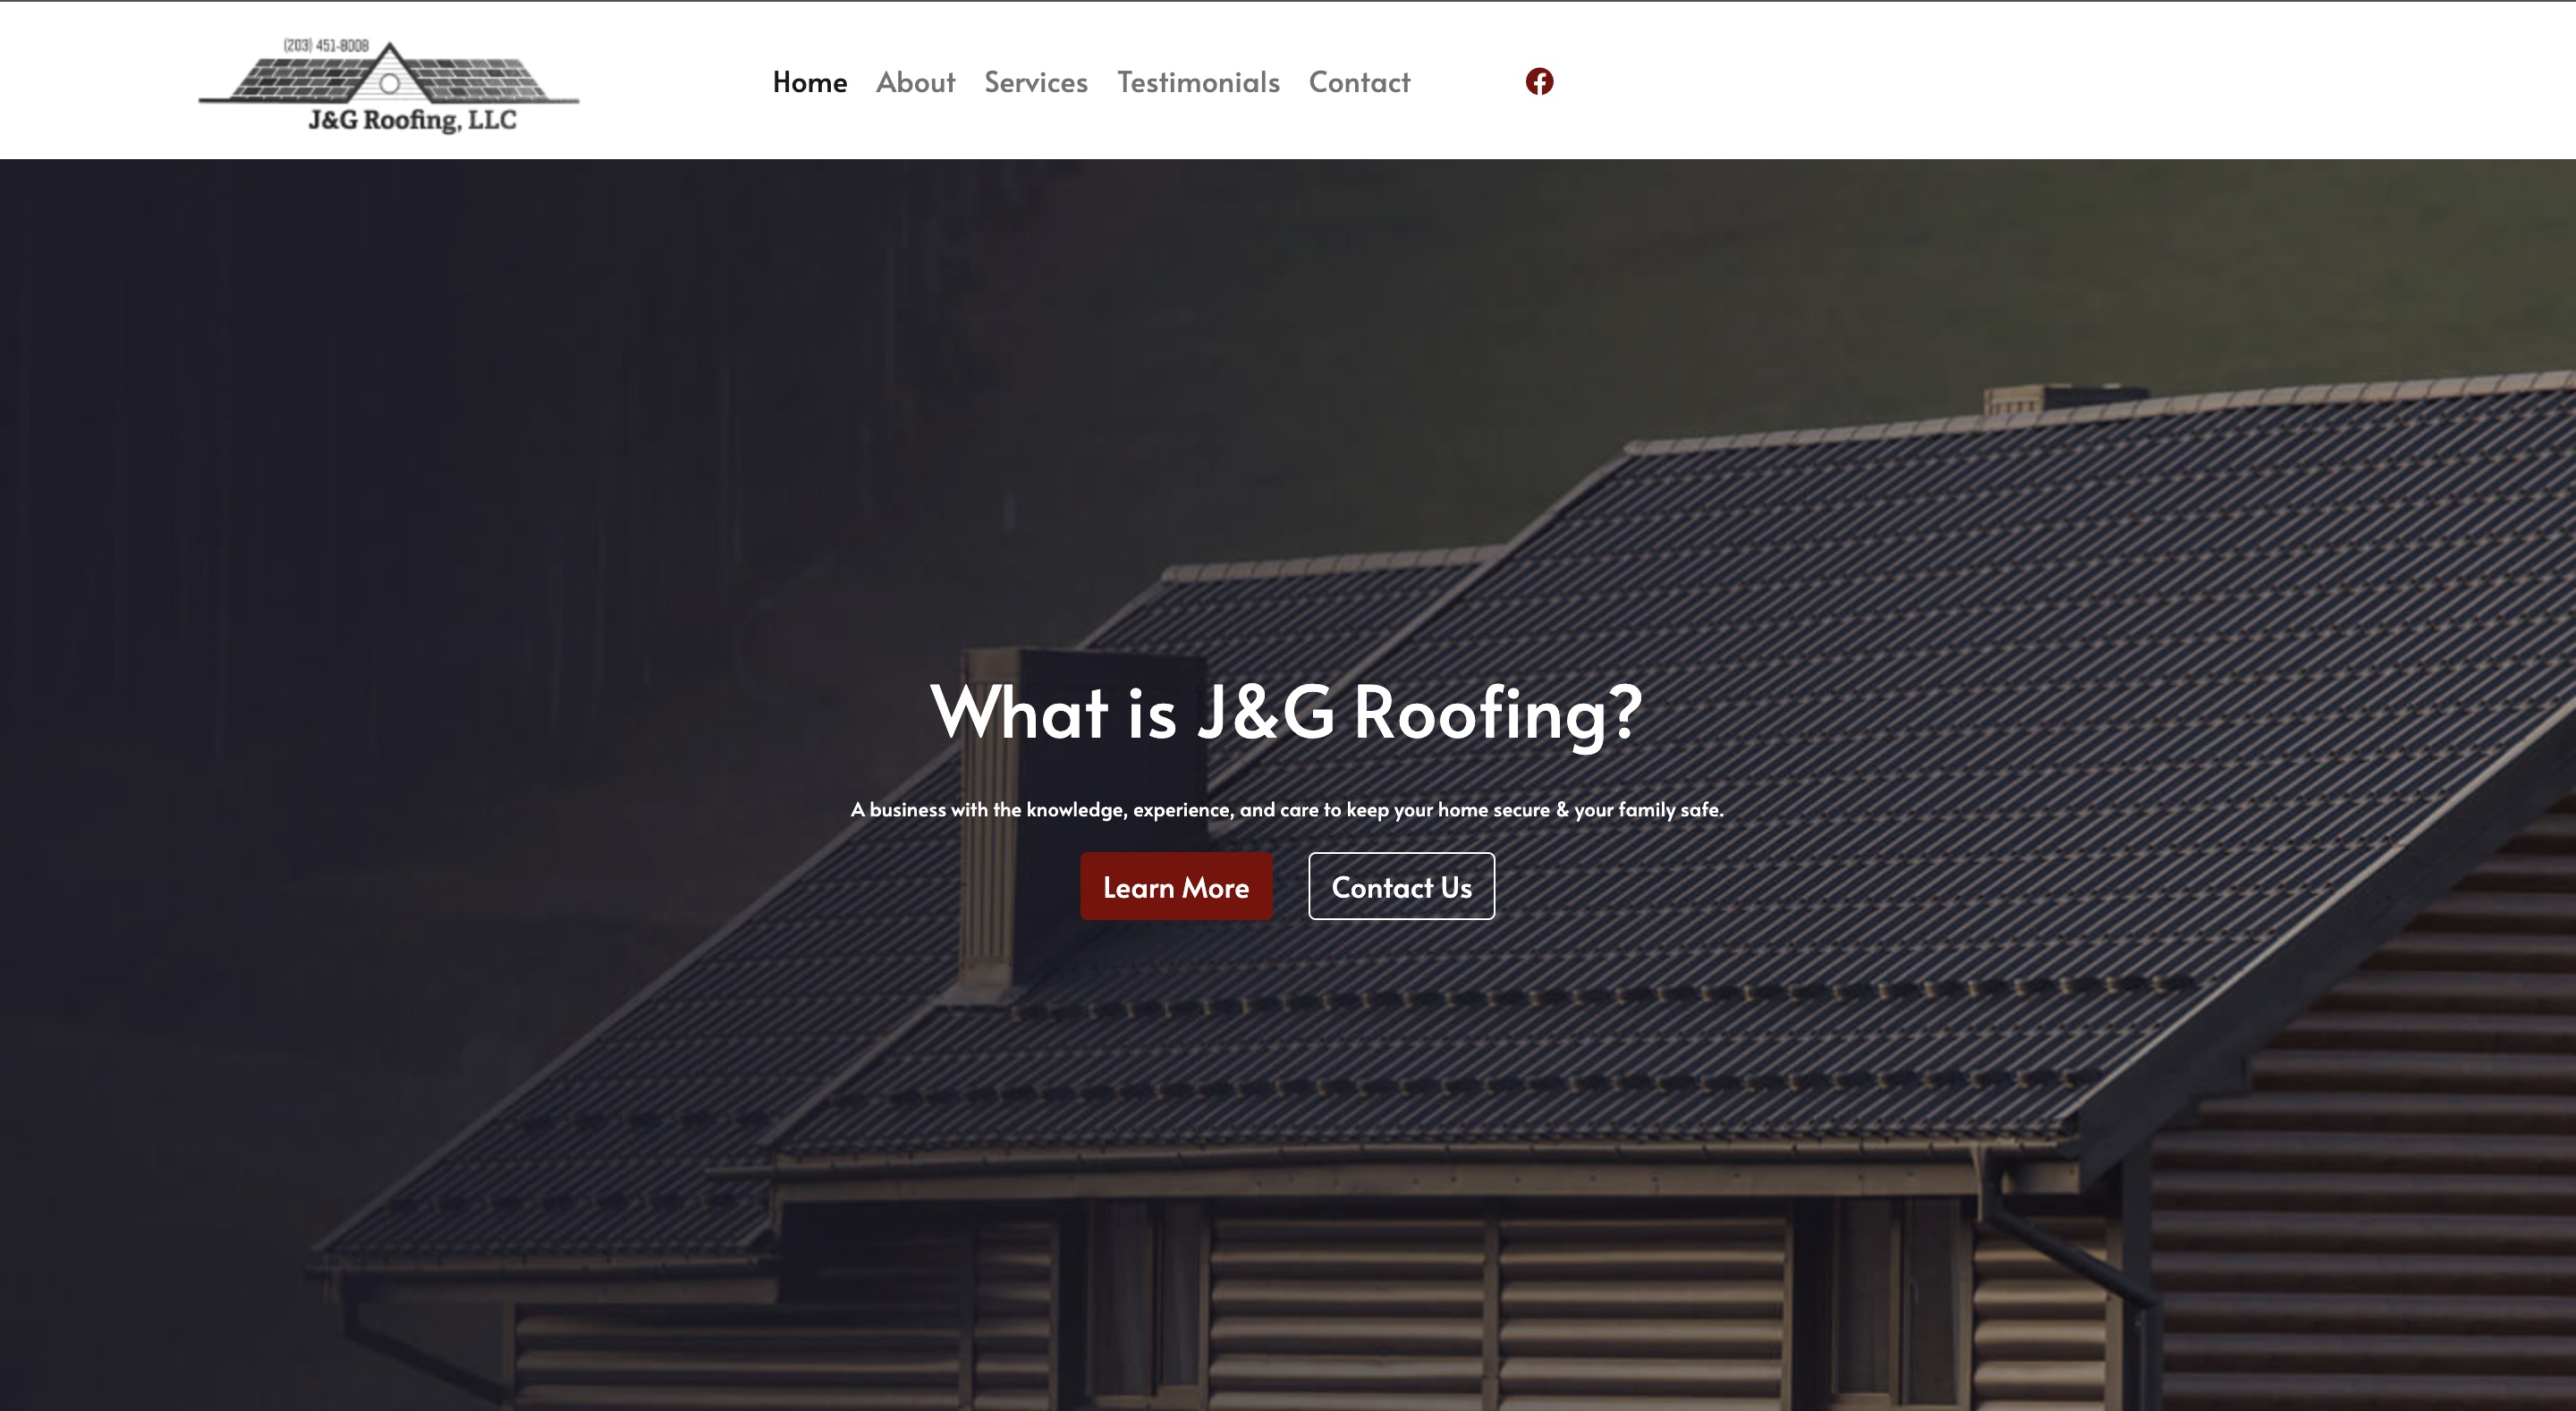 (203) 451-8008
J&G Roofing, LLC
Home About Services Testimonials Contact
What is J&G Roofing?
A business with the knowledge, experience, and care to keep your home secure & your family safe.
Learn More Contact Us